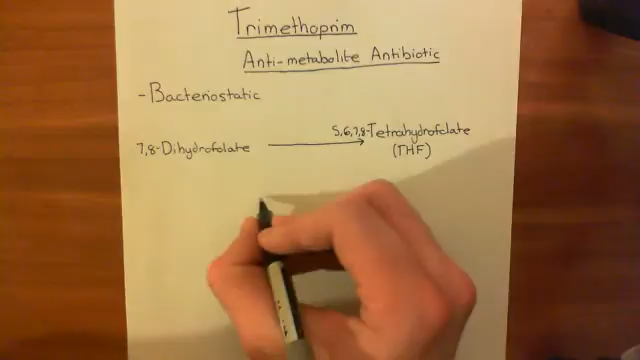 Trimethoprim
Anti-metabolite Antibiotic
- Bacteriostatic
5,6,7,8-Tetrahydrofolate
7,8-Dihydrofolate
(THF)